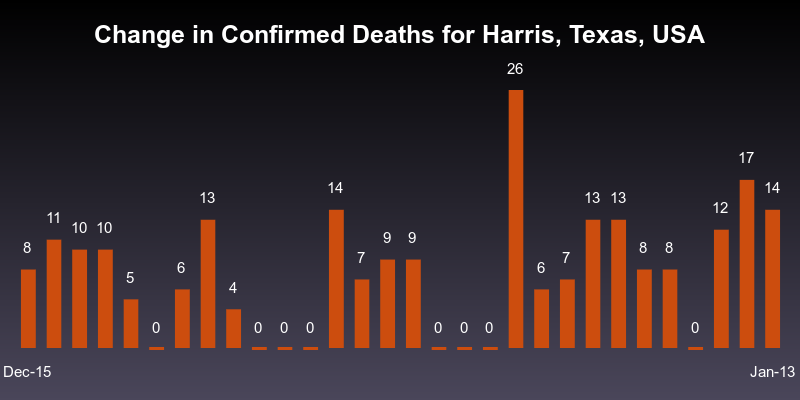 Change in Confirmed Deaths for Harris, Texas, USA
8 11 10 10 5 0 6 13 4 0 0 0 14 7 9 9 0 0 0 26 6 7 13 13 8 8 0 12 17 14
Dec-15 Jan-13